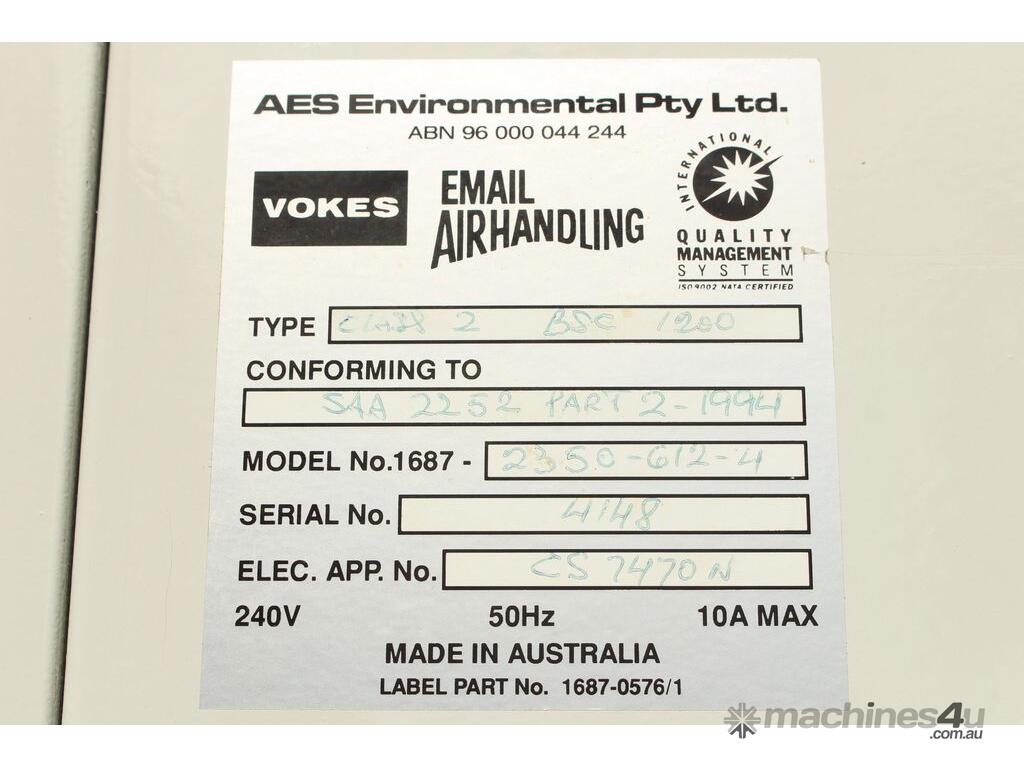 AES Environmental Pty Ltd.
ABN 96 000 044 244
VOKES
EMAIL
AIRHANDLING
INTERNATIONAL
QUALITY
MANAGEMENT
SYSTEM
ISO 9002 NATA CERTIFIED
TYPE CLASS 2 BSC 1200
CONFORMING TO
SAA 2252 PART 2-1994
MODEL No.1687 - 2350-612-4
SERIAL No. 4148
ELEC. APP. No. CS 7470 N
240V 50Hz 10A MAX
MADE IN AUSTRALIA
LABEL PART No. 1687-0576/1
machines4u
.com.au